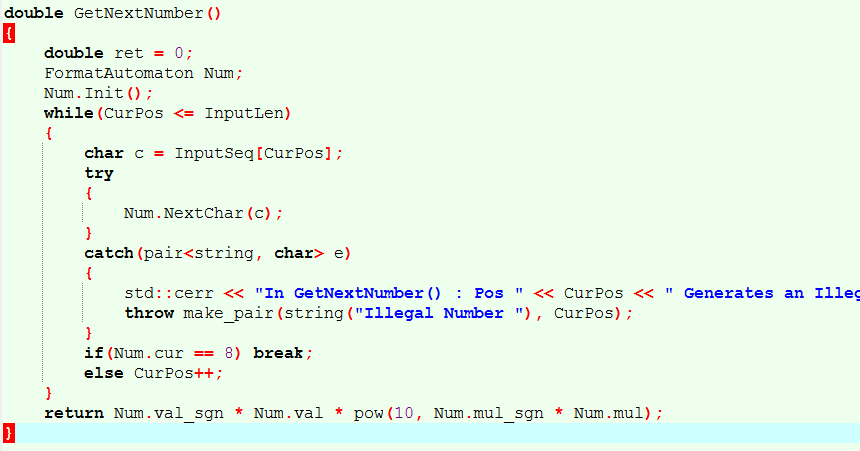 double GetNextNumber()
{
    double ret = 0;
    FormatAutomaton Num;
    Num.Init();
    while(CurPos <= InputLen)
    {
        char c = InputSeq[CurPos];
        try
        {
            Num.NextChar(c);
        }
        catch(pair<string, char> e)
        {
            std::cerr << "In GetNextNumber() : Pos " << CurPos << " Generates an Illeg
            throw make_pair(string("Illegal Number "), CurPos);
        }
        if(Num.cur == 8) break;
        else CurPos++;
    }
    return Num.val_sgn * Num.val * pow(10, Num.mul_sgn * Num.mul);
}